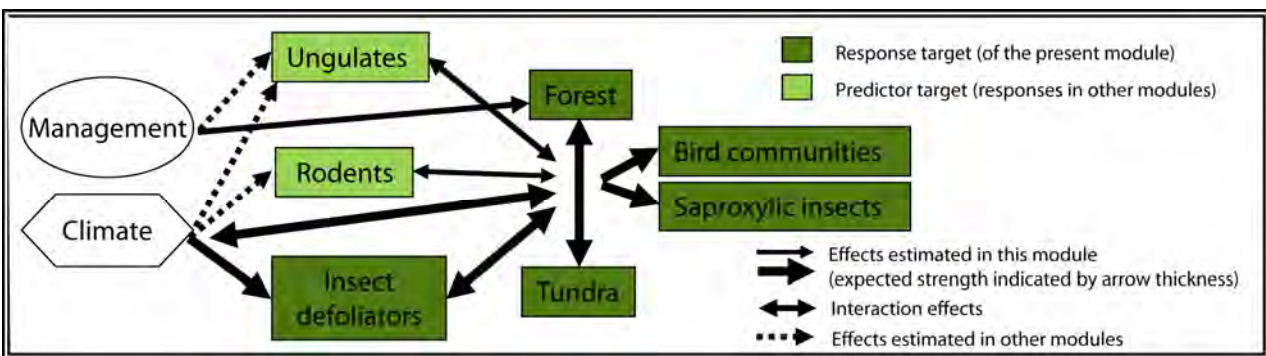 Ungulates
Management
Forest
Rodents
Climate
Insect
defoliators
Tundra
Bird communities
Saproxylic insects
Response target (of the present module)
Predictor target (responses in other modules)
Effects estimated in this module
(expected strength indicated by arrow thickness)
Interaction effects
Effects estimated in other modules